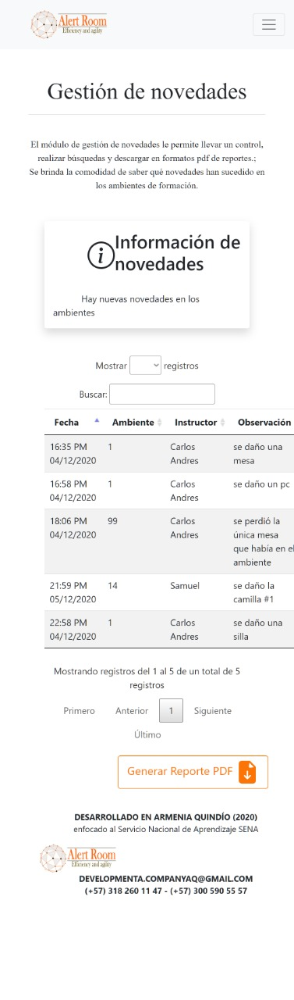 Alert Room
Efficiency and agility
Gestión de novedades
El módulo de gestión de novedades le permite llevar un control,
realizar búsquedas y descargar en formatos pdf de reportes.;
Se brinda la comodidad de saber qué novedades han sucedido en
los ambientes de formación.
Información de
novedades
Hay nuevas novedades en los
ambientes
Mostrar registros
Buscar:
Fecha Ambiente Instructor Observación
16:35 PM 1 Carlos se daño una
04/12/2020 Andres mesa
16:58 PM 1 Carlos se daño un pc
04/12/2020 Andres
18:06 PM 99 Carlos se perdió la
04/12/2020 Andres única mesa
que había en el
ambiente
21:59 PM 14 Samuel se daño la
05/12/2020 camilla #1
22:58 PM 1 Carlos se daño una
04/12/2020 Andres silla
Mostrando registros del 1 al 5 de un total de 5
registros
Primero Anterior 1 Siguiente
Último
Generar Reporte PDF
DESARROLLADO EN ARMENIA QUINDÍO (2020)
enfocado al Servicio Nacional de Aprendizaje SENA
Alert Room
Efficiency and agility
DEVELOPMENTA.COMPANYAQ@GMAIL.COM
(+57) 318 260 11 47 - (+57) 300 590 55 57